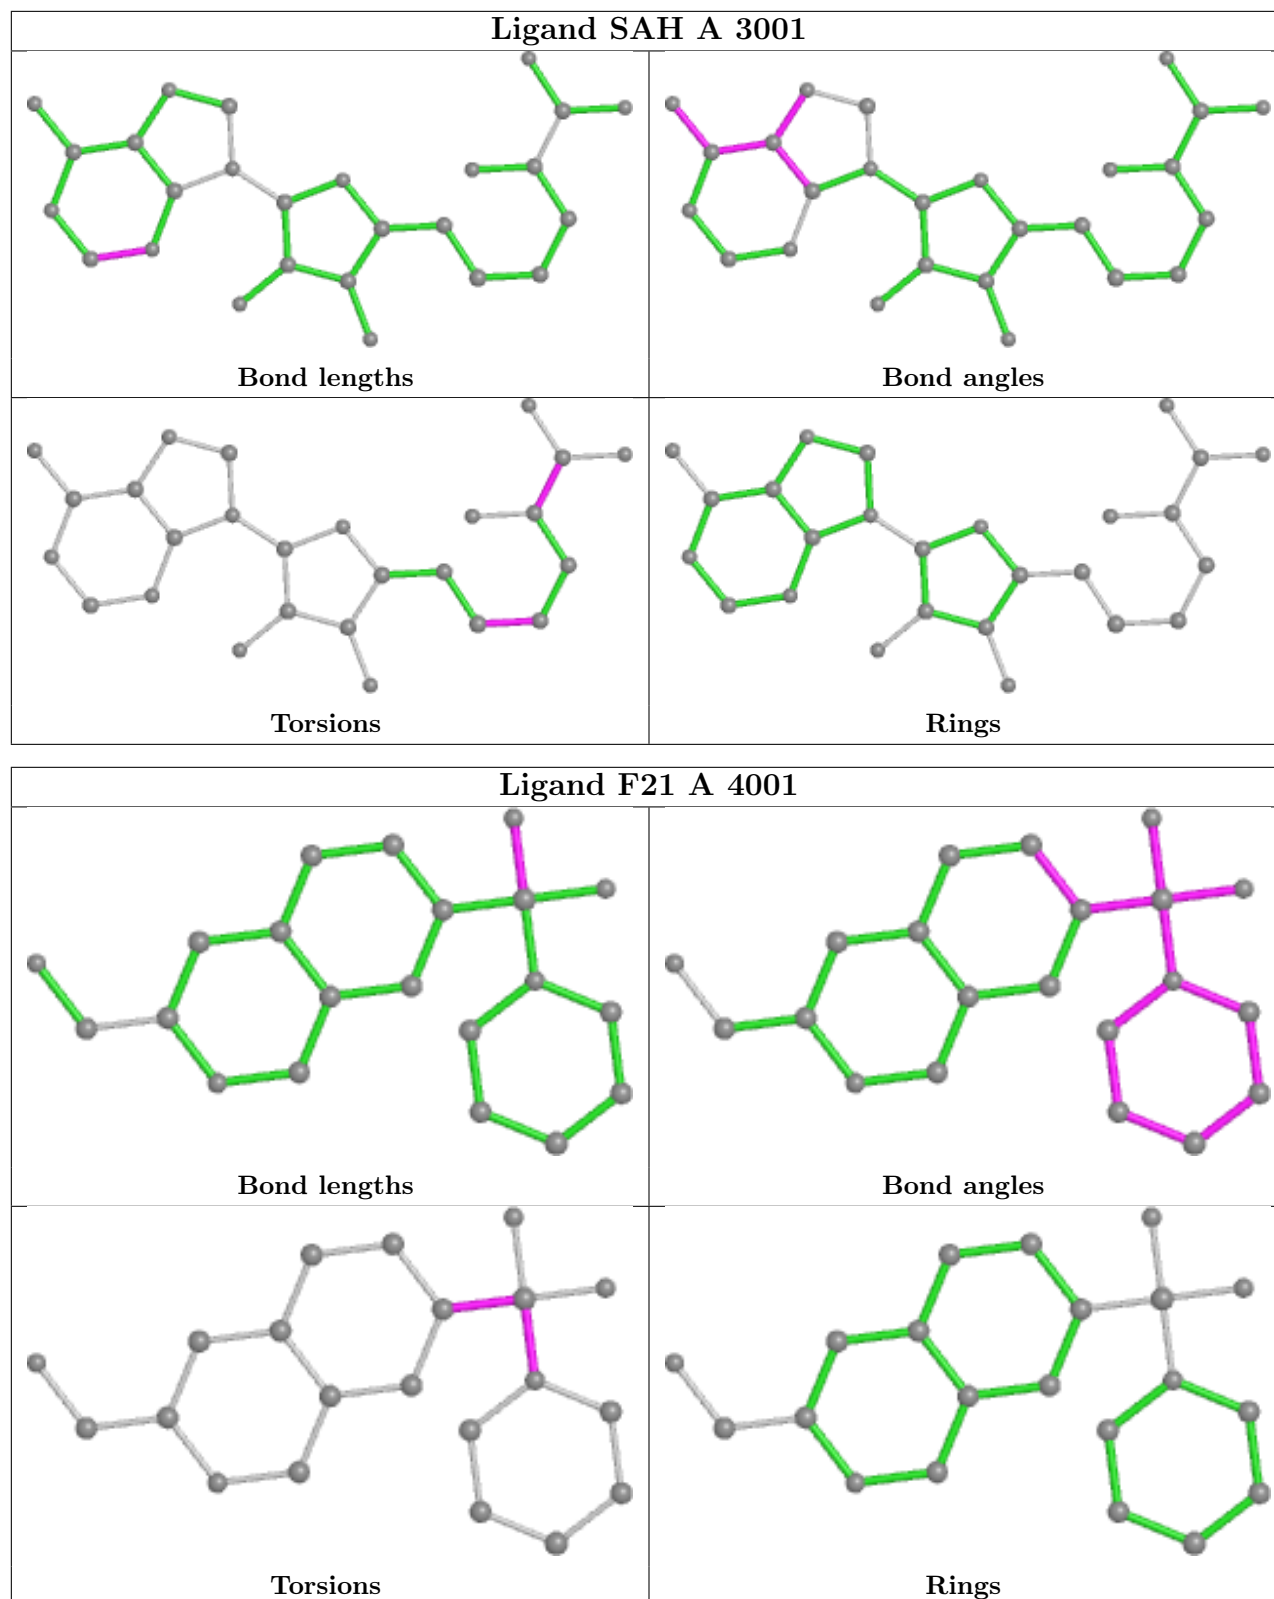 Ligand SAH A 3001
Bond lengths
Bond angles
Torsions
Rings
Ligand F21 A 4001
Bond lengths
Bond angles
Torsions
Rings